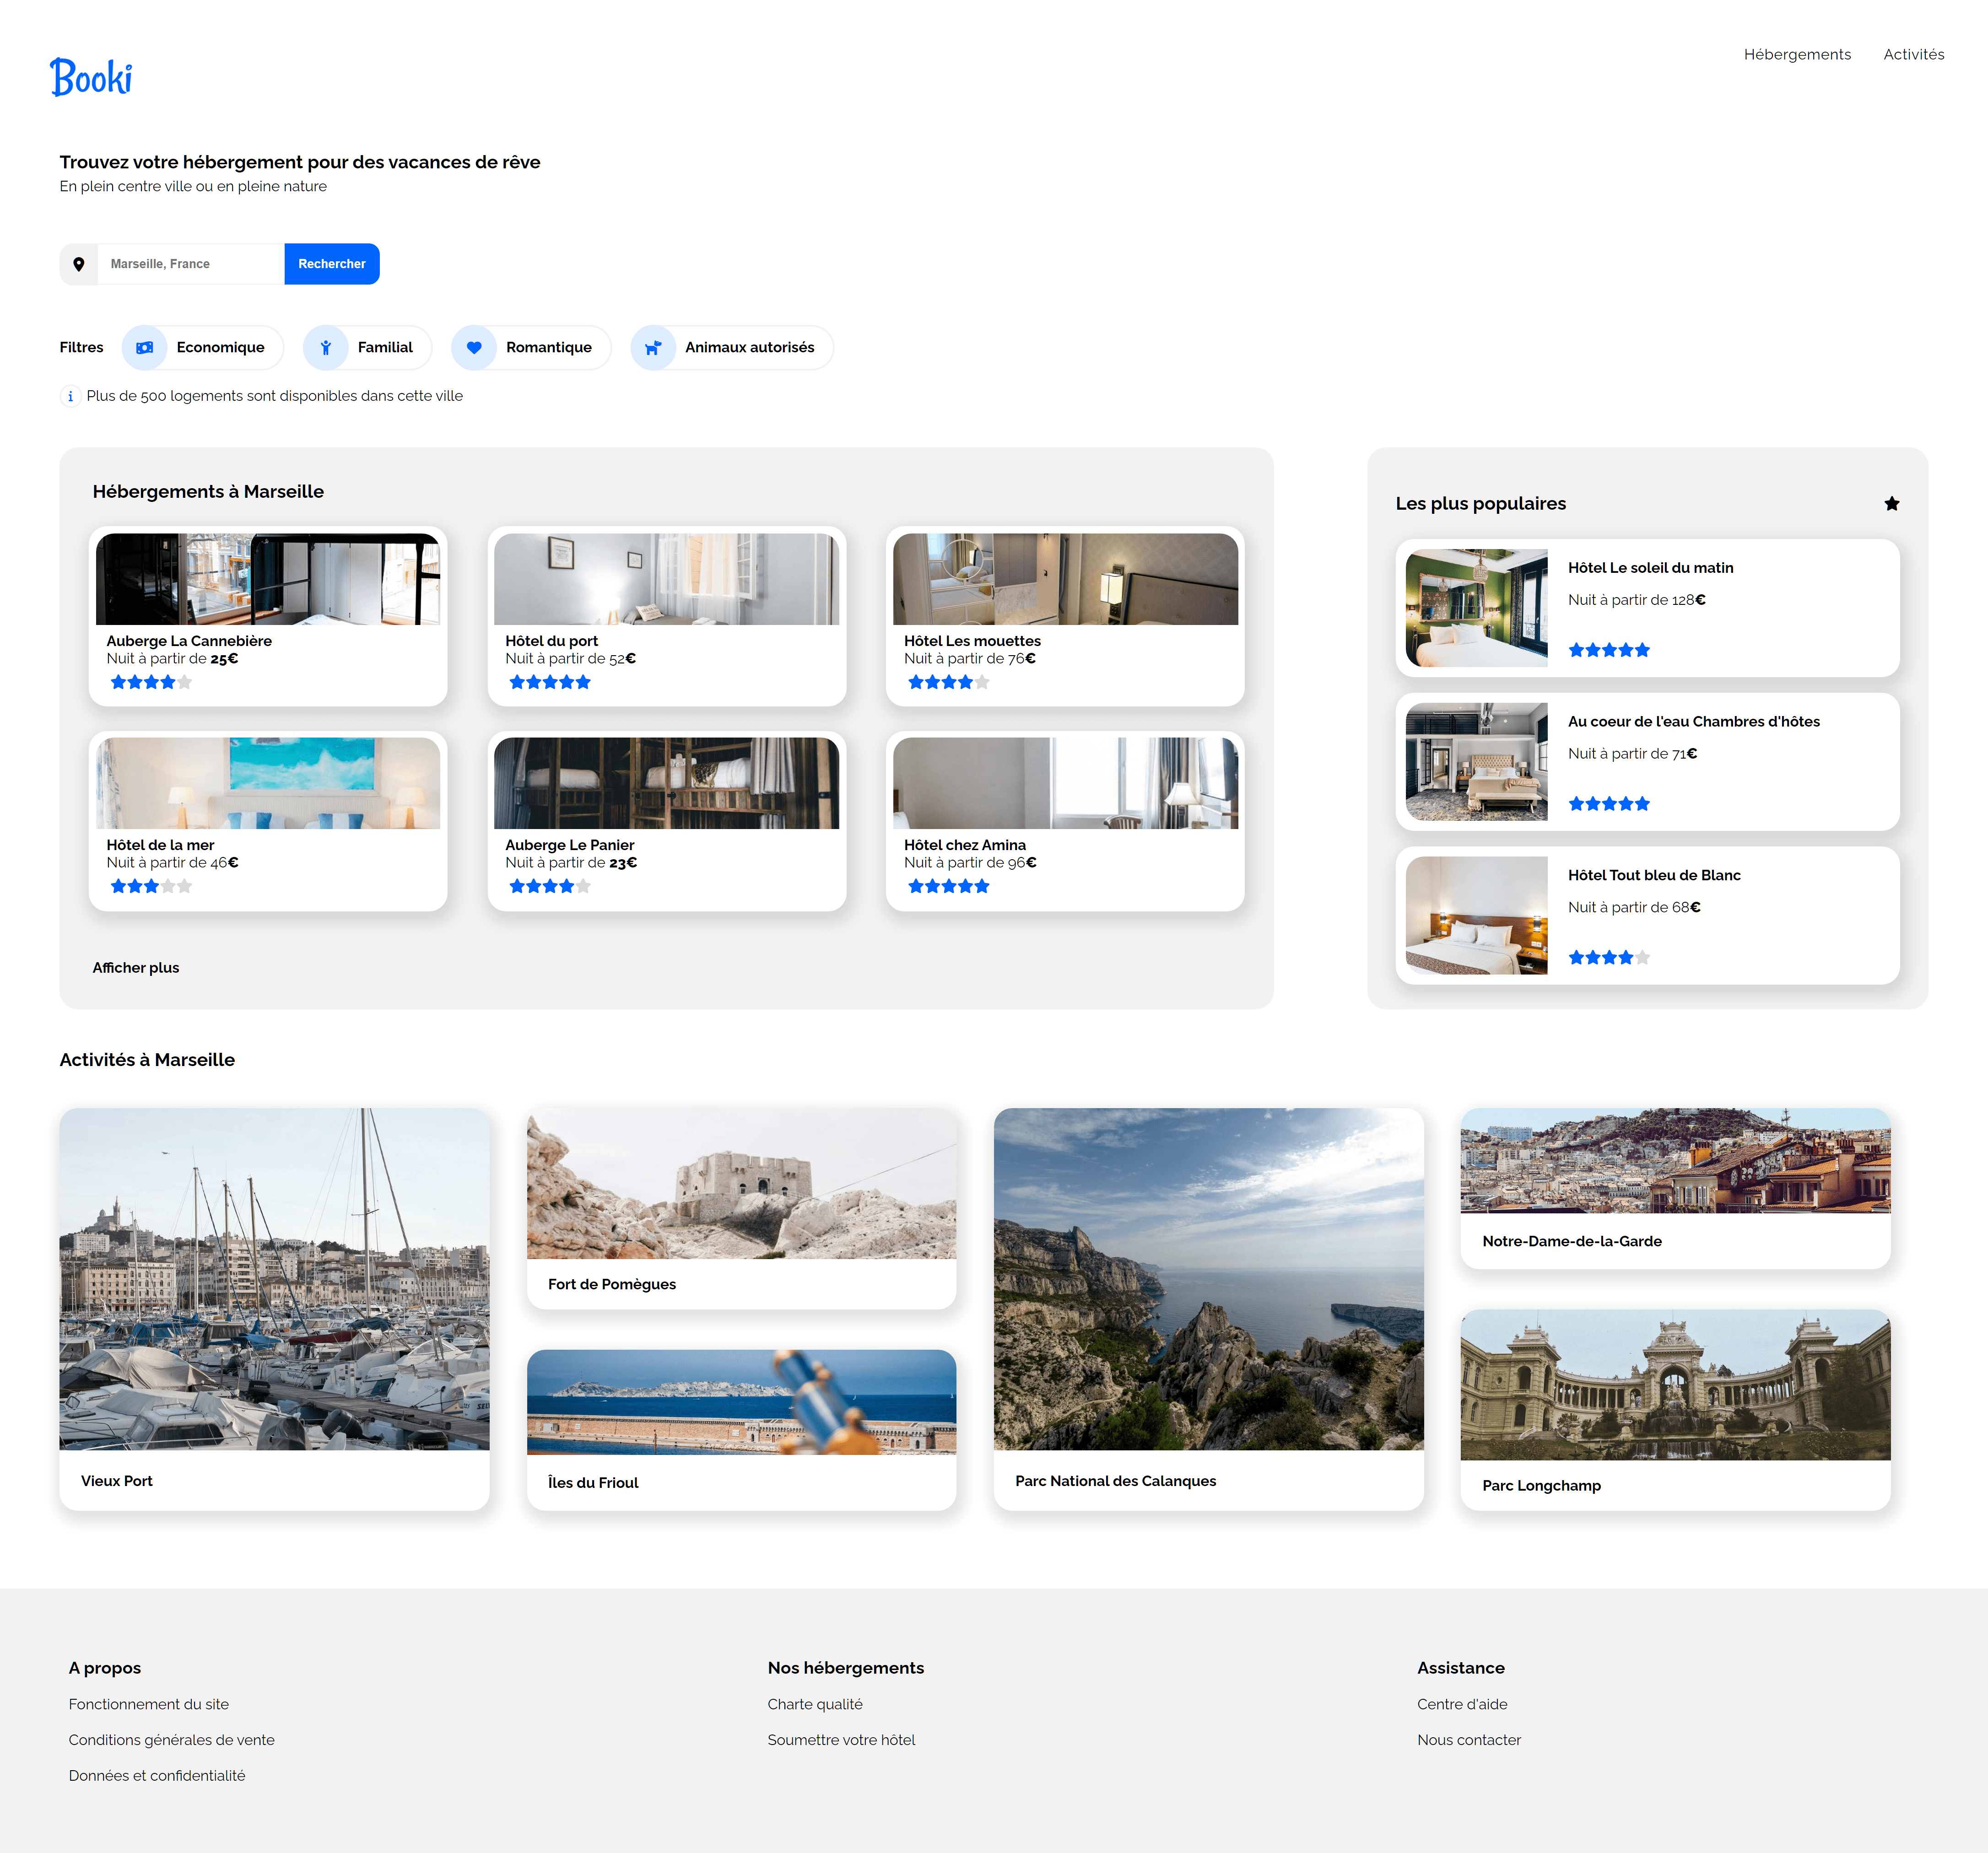 Booki
Hébergements
Activités
Trouvez votre hébergement pour des vacances de rêve
En plein centre ville ou en pleine nature
Marseille, France
Rechercher
Filtres
Economique
Familial
Romantique
Animaux autorisés
Plus de 500 logements sont disponibles dans cette ville
Hébergements à Marseille
Auberge La Cannebière
Nuit à partir de 25€
Hôtel du port
Nuit à partir de 52€
Hôtel Les mouettes
Nuit à partir de 76€
Hôtel de la mer
Nuit à partir de 46€
Auberge Le Panier
Nuit à partir de 23€
Hôtel chez Amina
Nuit à partir de 96€
Afficher plus
Les plus populaires
Hôtel Le soleil du matin
Nuit à partir de 128€
Au coeur de l'eau Chambres d'hôtes
Nuit à partir de 71€
Hôtel Tout bleu de Blanc
Nuit à partir de 68€
Activités à Marseille
Vieux Port
Fort de Pomègues
Îles du Frioul
Parc National des Calanques
Notre-Dame-de-la-Garde
Parc Longchamp
A propos
Fonctionnement du site
Conditions générales de vente
Données et confidentialité
Nos hébergements
Charte qualité
Soumettre votre hôtel
Assistance
Centre d'aide
Nous contacter